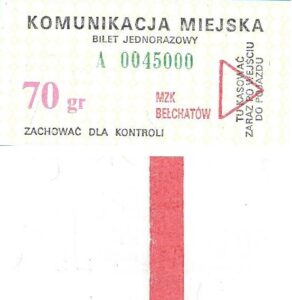 KOMUNIKACJA MIEJSKA
BILET JEDNORAZOWY
A 0045000
70 gr
MZK
BEŁCHATÓW
ZACHOWAĆ DLA KONTROLI
TU KASOWAĆ
ZARAZ PO WEJŚCIU
DO POJAZDU